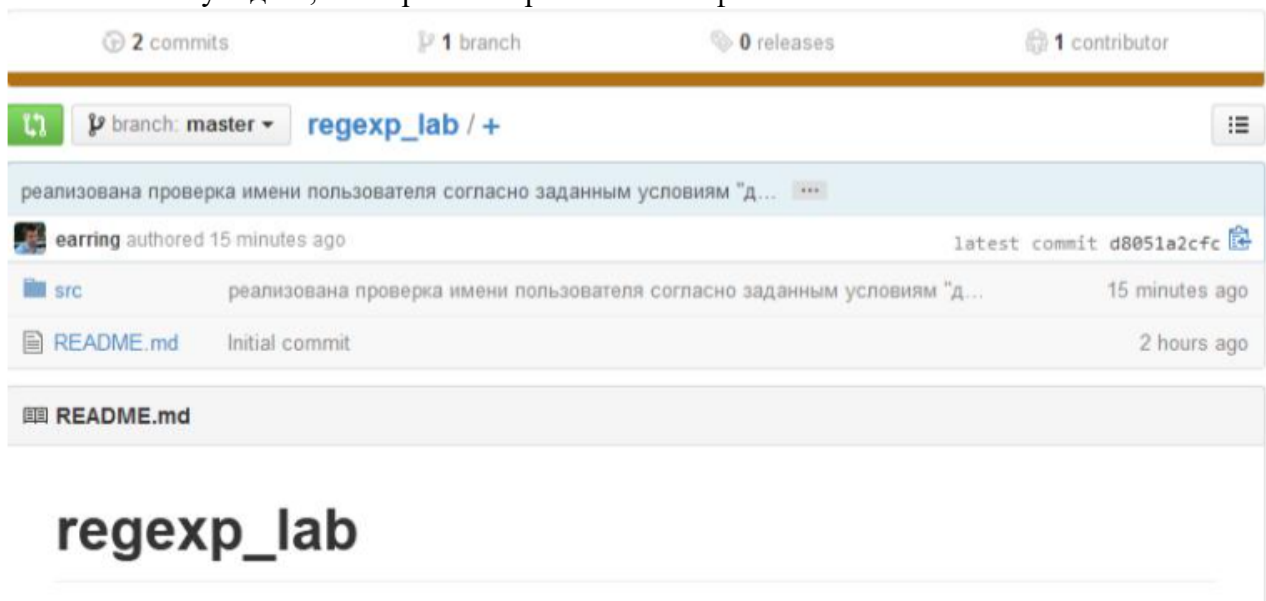 2 commits 1 branch 0 releases 1 contributor
branch: master regexp_lab / +
реализована проверка имени пользователя согласно заданным условиям "д... ...
earring authored 15 minutes ago latest commit d8051a2cfc
src реализована проверка имени пользователя согласно заданным условиям "д... 15 minutes ago
README.md Initial commit 2 hours ago
README.md
regexp_lab